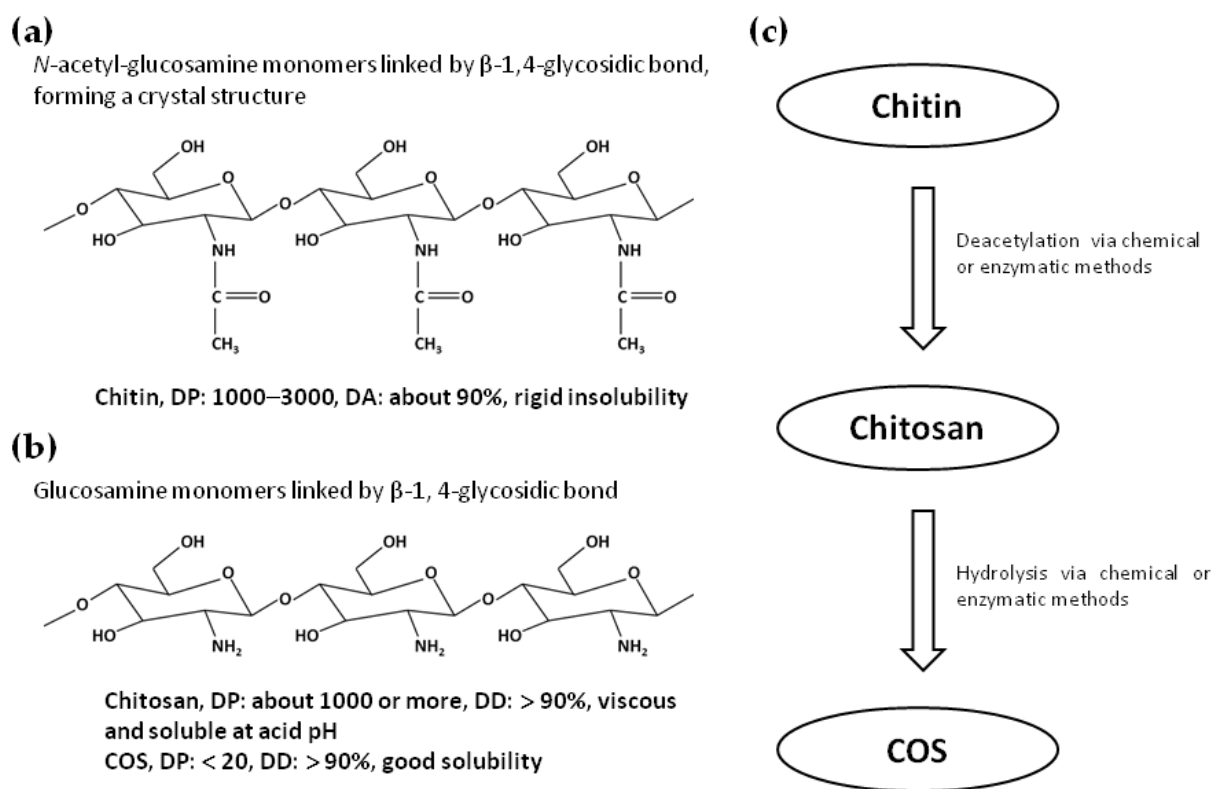 (a)
N-acetyl-glucosamine monomers linked by β-1,4-glycosidic bond,
forming a crystal structure
OH OH OH
O O O
O O O
HO HO HO
NH NH NH
C O C O C O
CH₃ CH₃ CH₃
Chitin, DP: 1000–3000, DA: about 90%, rigid insolubility
(b)
Glucosamine monomers linked by β-1, 4-glycosidic bond
OH OH OH
O O O
O O O
HO HO HO
NH₂ NH₂ NH₂
Chitosan, DP: about 1000 or more, DD: > 90%, viscous
and soluble at acid pH
COS, DP: < 20, DD: > 90%, good solubility
(c)
Chitin
Deacetylation via chemical
or enzymatic methods
Chitosan
Hydrolysis via chemical or
enzymatic methods
COS